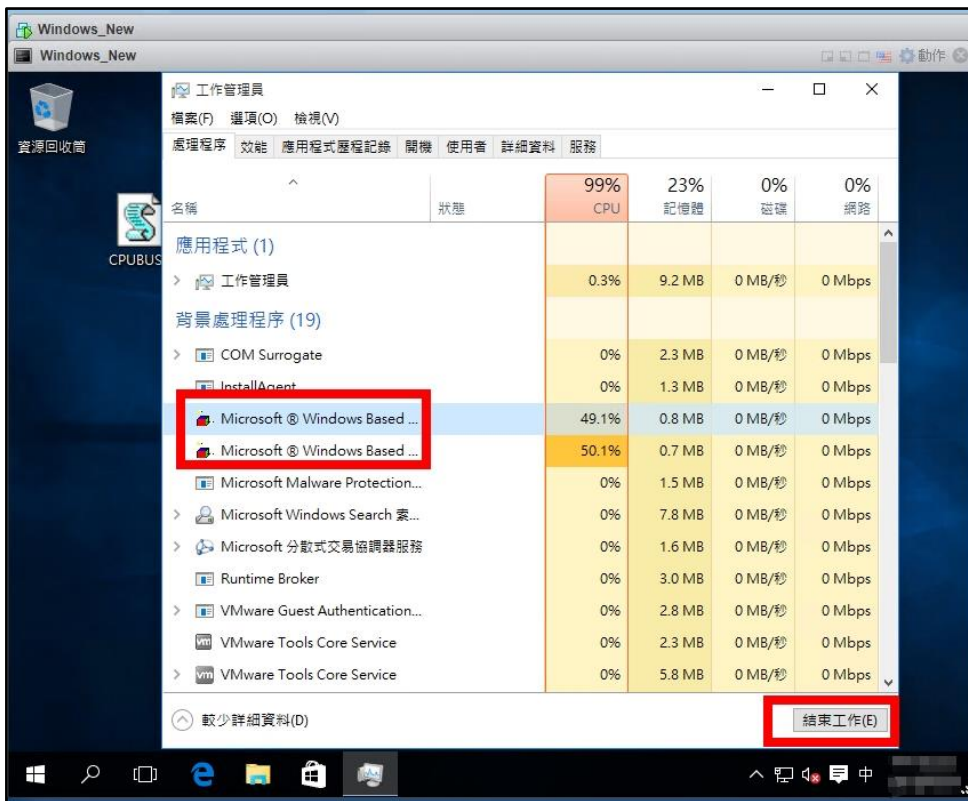 Windows_New
Windows_New 動作
資源回收筒
CPUBUS
工作管理員
檔案(F) 選項(O) 檢視(V)
處理程序 效能 應用程式歷程記錄 開機 使用者 詳細資料 服務
99% 23% 0% 0%
名稱 狀態 CPU 記憶體 磁碟 網路
應用程式 (1)
工作管理員 0.3% 9.2 MB 0 MB/秒 0 Mbps
背景處理程序 (19)
COM Surrogate 0% 2.3 MB 0 MB/秒 0 Mbps
InstallAgent 0% 1.3 MB 0 MB/秒 0 Mbps
Microsoft ® Windows Based ... 49.1% 0.8 MB 0 MB/秒 0 Mbps
Microsoft ® Windows Based ... 50.1% 0.7 MB 0 MB/秒 0 Mbps
Microsoft Malware Protection... 0% 1.5 MB 0 MB/秒 0 Mbps
Microsoft Windows Search 索... 0% 7.8 MB 0 MB/秒 0 Mbps
Microsoft 分散式交易協調器服務 0% 1.6 MB 0 MB/秒 0 Mbps
Runtime Broker 0% 3.0 MB 0 MB/秒 0 Mbps
VMware Guest Authentication... 0% 2.8 MB 0 MB/秒 0 Mbps
VMware Tools Core Service 0% 2.3 MB 0 MB/秒 0 Mbps
VMware Tools Core Service 0% 5.8 MB 0 MB/秒 0 Mbps
較少詳細資料(D) 結束工作(E)
中